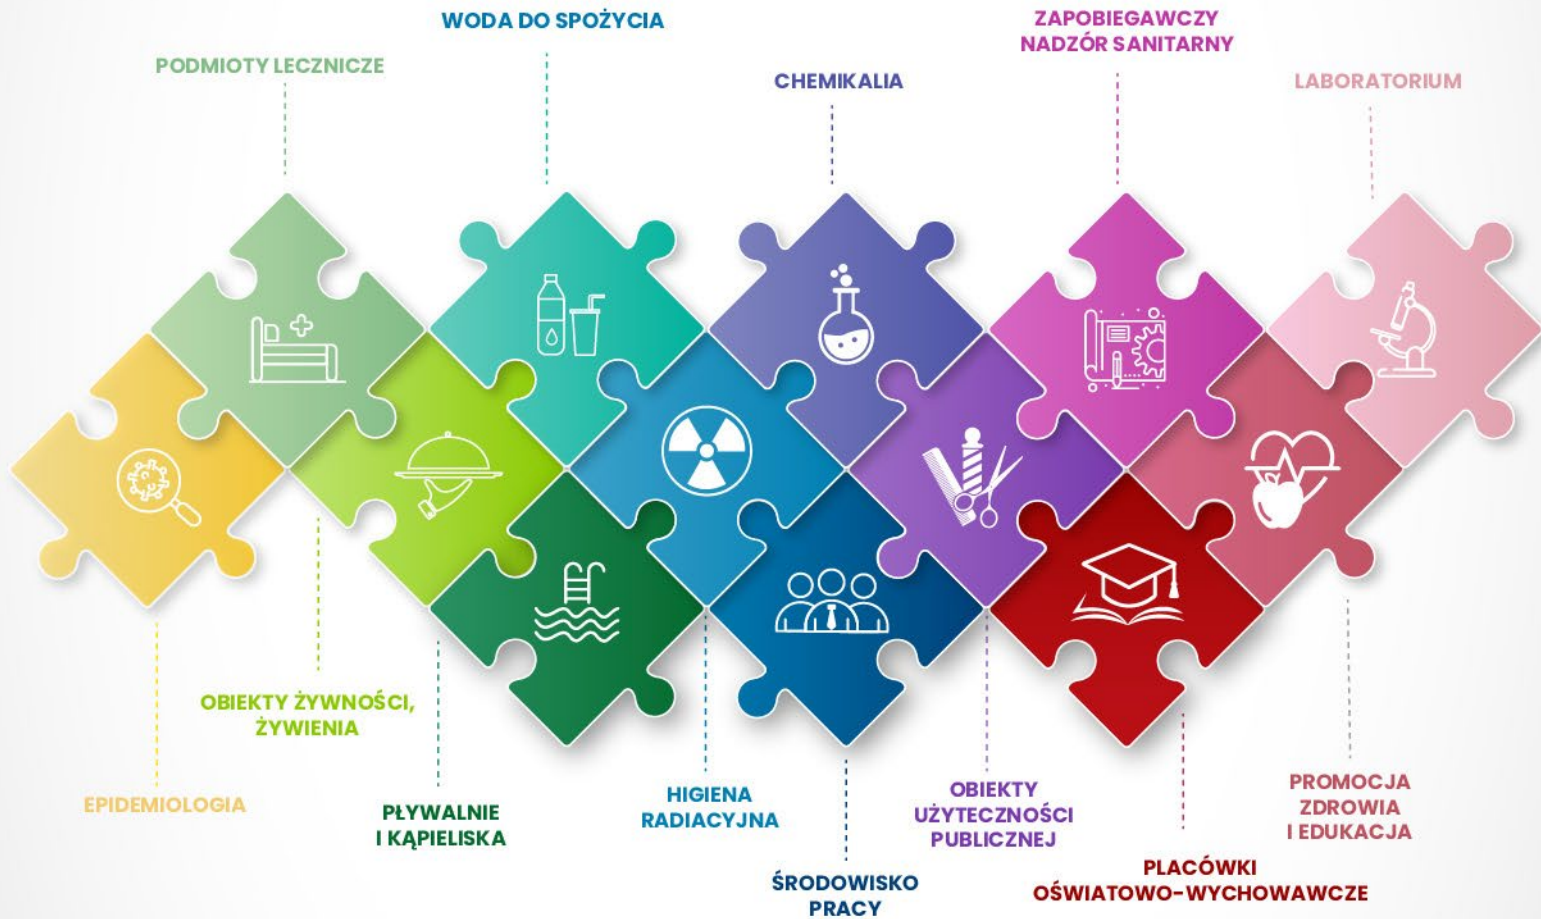 WODA DO SPOŻYCIA
ZAPOBIEGAWCZY
NADZÓR SANITARNY
PODMIOTY LECZNICZE
CHEMIKALIA
LABORATORIUM
OBIEKTY ŻYWNOŚCI,
ŻYWIENIA
EPIDEMIOLOGIA
PŁYWALNIE
I KĄPIELISKA
HIGIENA
RADIACYJNA
OBIEKTY
UŻYTECZNOŚCI
PUBLICZNEJ
PROMOCJA
ZDROWIA
I EDUKACJA
ŚRODOWISKO
PRACY
PLACÓWKI
OŚWIATOWO-WYCHOWAWCZE